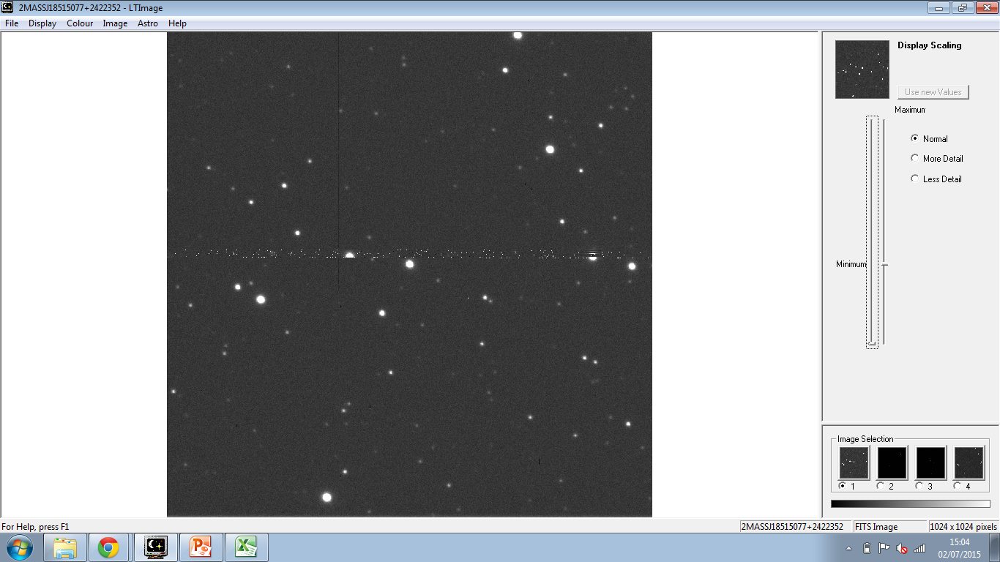 2MASSJ18515077+2422352 - LTImage
File Display Colour Image Astro Help
Display Scaling
Use new Values
Maximum
Normal
More Detail
Less Detail
Minimum
Image Selection
1 2 3 4
For Help, press F1
2MASSJ18515077+2422352 FITS Image 1024 x 1024 pixels
15:04
02/07/2015